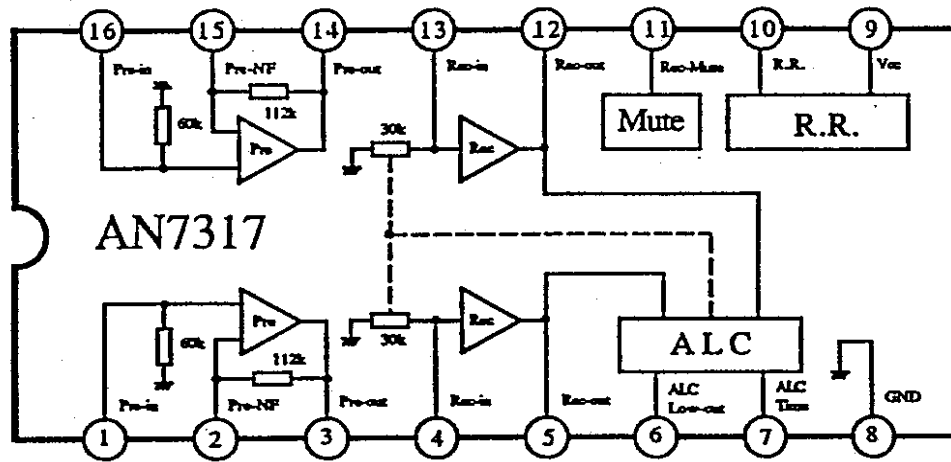 16 15 14 13 12 11 10 9
Pre-in Pre-NF Pre-out Rec-in Rec-out Rec-Mute R.R. Vcc
112k
60k
Pre
30k
Rec
Mute
R.R.
AN7317
Pre
Rec
60k
112k
30k
ALC
Pre-in Pre-NF Pre-out Rec-in Rec-out ALC Low-cut ALC Time GND
1 2 3 4 5 6 7 8